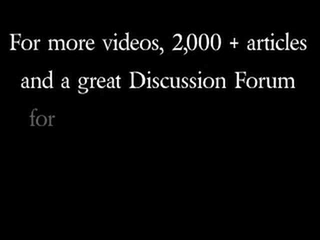 For more videos, 2,000 + articles
and a great Discussion Forum
for